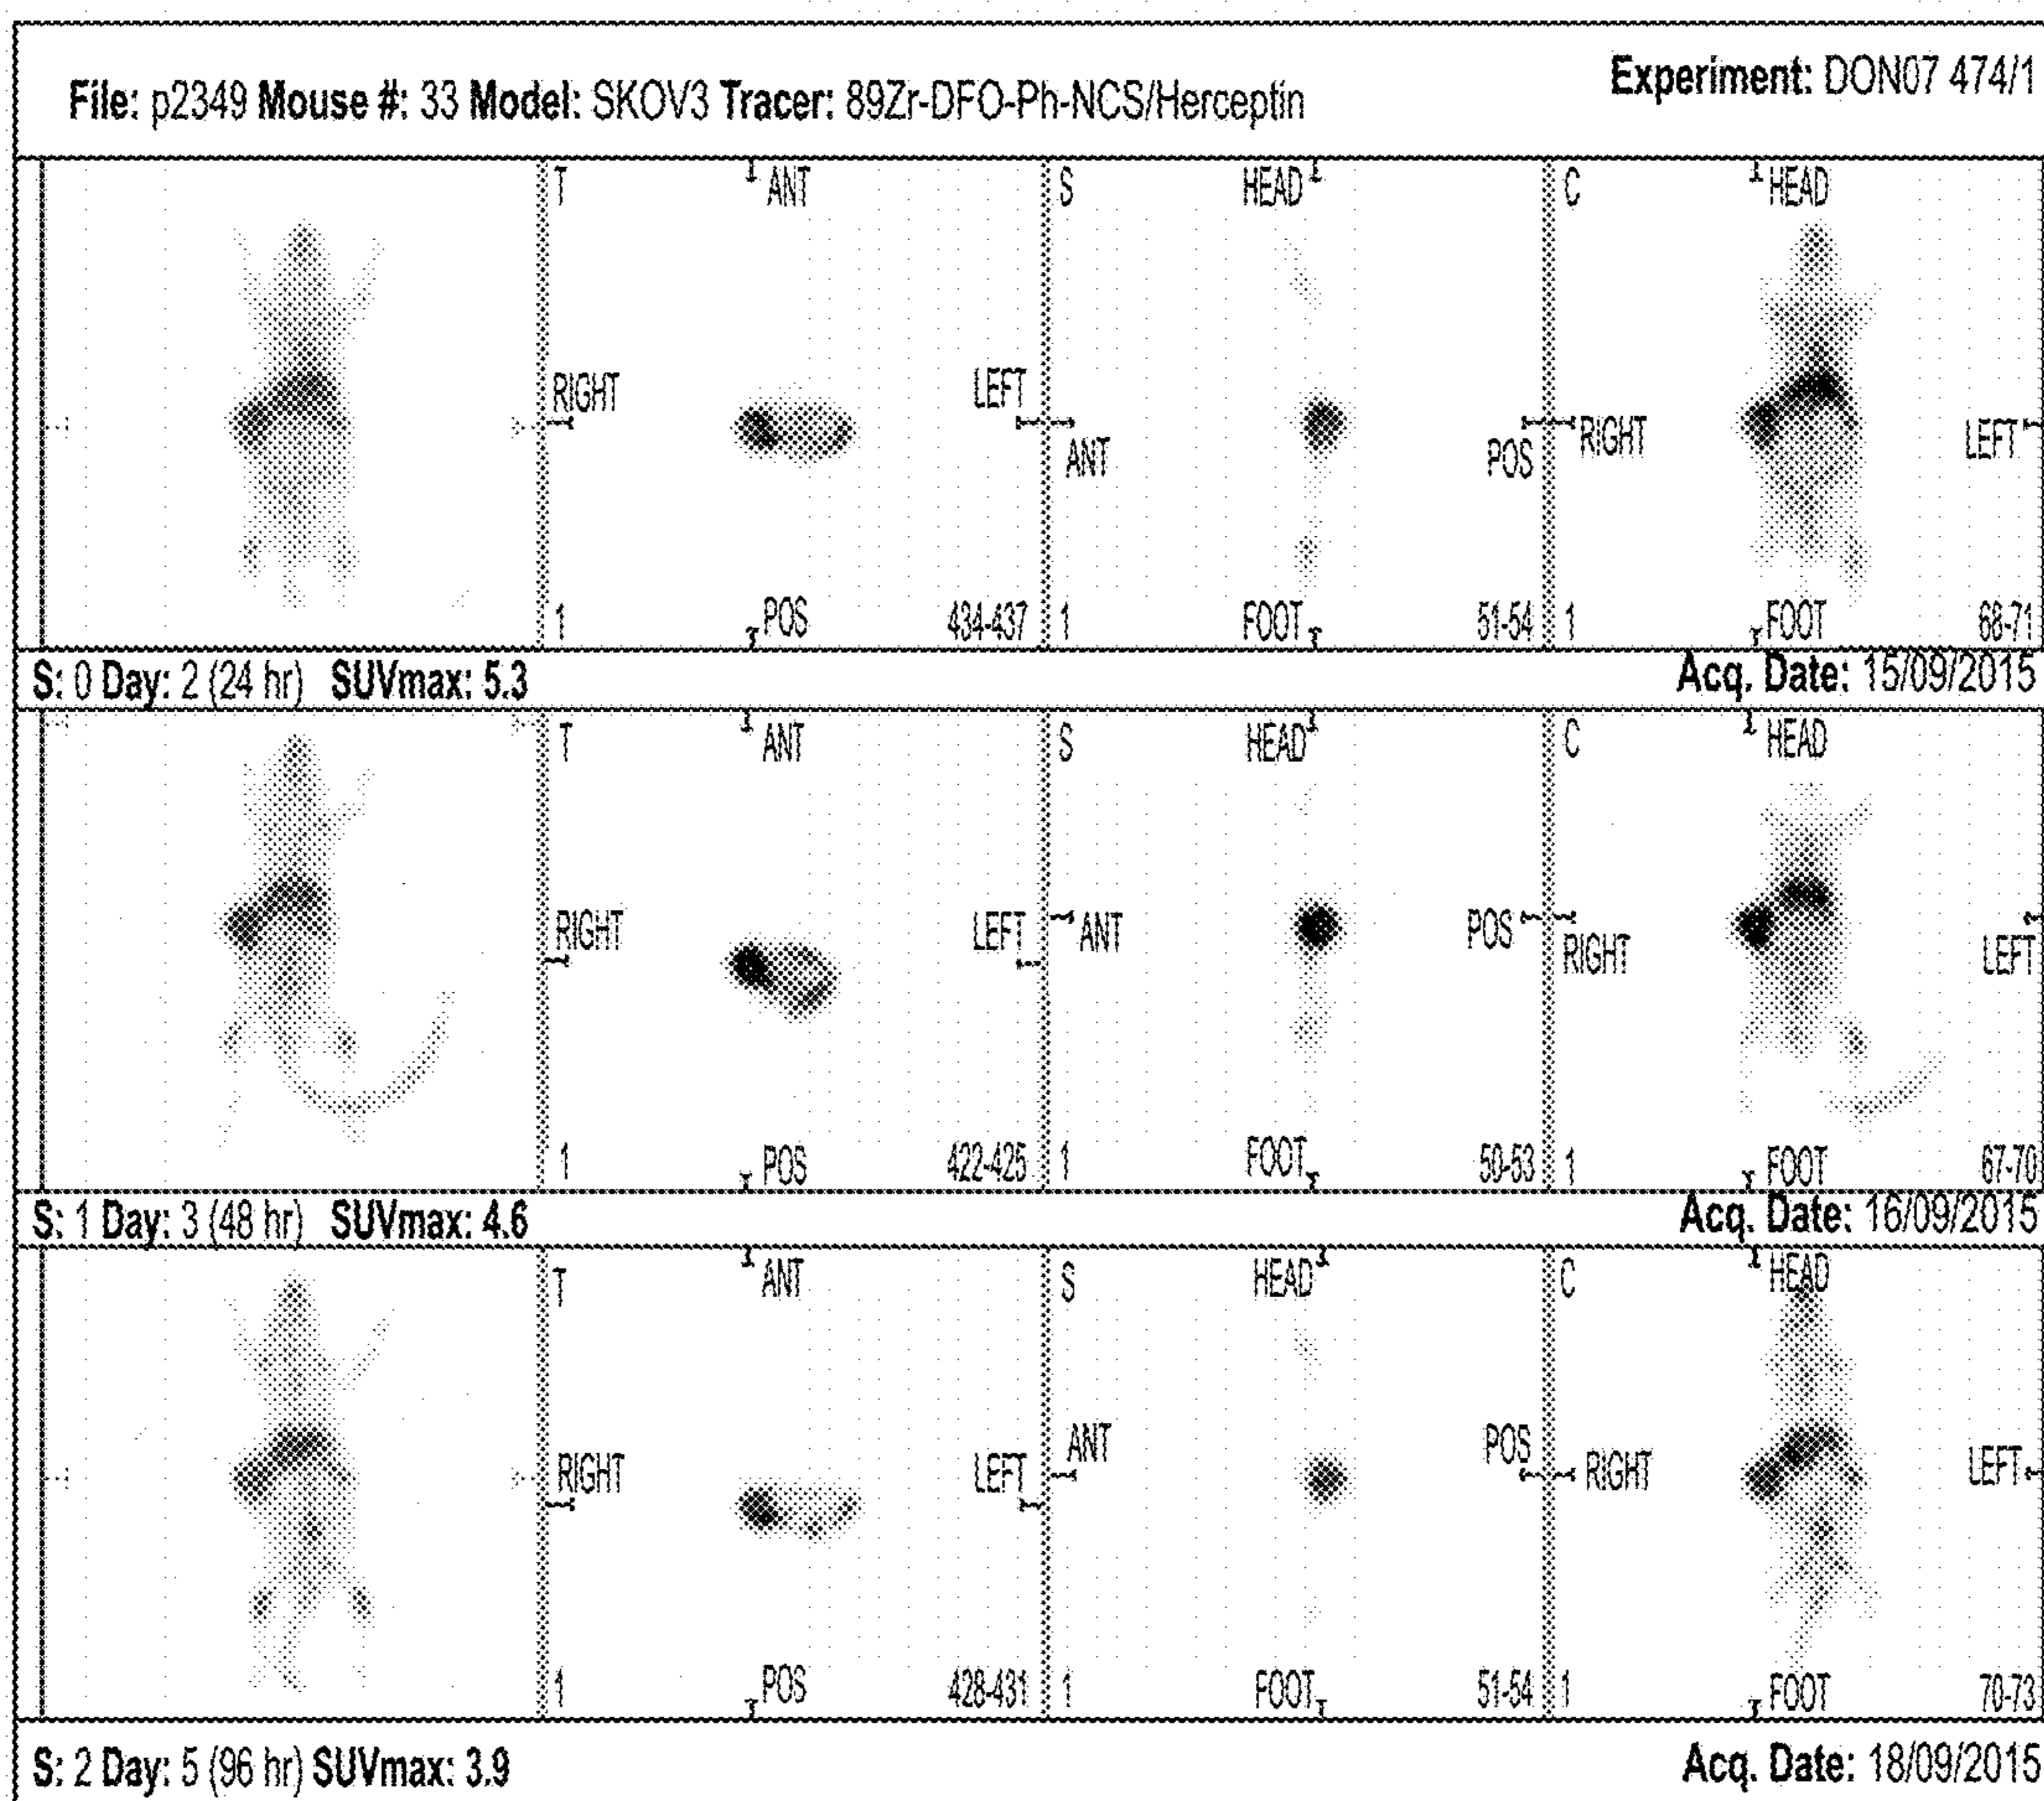 Experiment: DON07 474/1
File: p2349 Mouse #: 33 Model: SKOV3 Tracer: 89Zr-DFO-Ph-NCS/Herceptin
T ANT S HEAD C HEAD
RIGHT LEFT ANT POS RIGHT LEFT
1 POS 434-437 1 FOOT 51-54 1 FOOT 68-71
S: 0 Day: 2 (24 hr) SUVmax: 5.3 Acq. Date: 15/09/2015
T ANT S HEAD C HEAD
RIGHT LEFT ANT POS RIGHT LEFT
1 POS 422-425 1 FOOT 50-53 1 FOOT 67-70
S: 1 Day: 3 (48 hr) SUVmax: 4.6 Acq. Date: 16/09/2015
T ANT S HEAD C HEAD
RIGHT LEFT ANT POS RIGHT LEFT
1 POS 428-431 1 FOOT 51-54 1 FOOT 70-73
S: 2 Day: 5 (96 hr) SUVmax: 3.9 Acq. Date: 18/09/2015